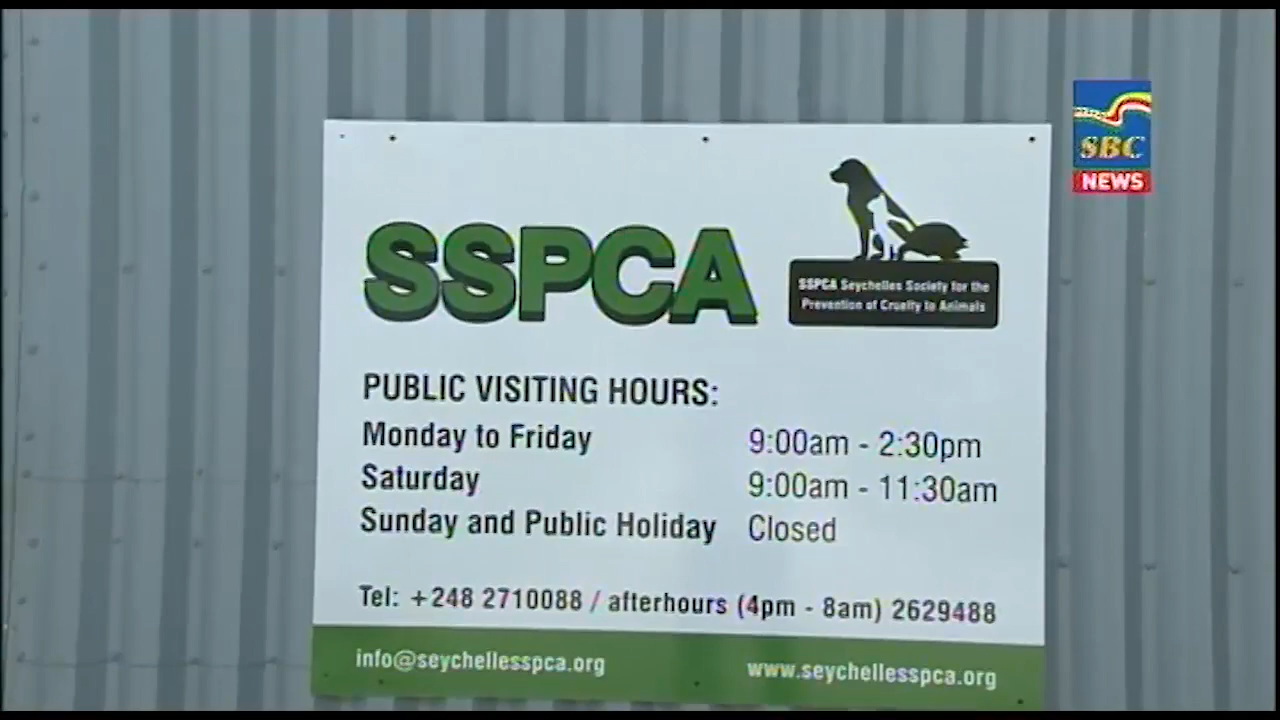 SBC
NEWS
SSPCA
SSPCA Seychelles Society for the
Prevention of Cruelty to Animals
PUBLIC VISITING HOURS:
Monday to Friday 9:00am - 2:30pm
Saturday 9:00am - 11:30am
Sunday and Public Holiday Closed
Tel: +248 2710088 / afterhours (4pm - 8am) 2629488
info@seychellesspca.org www.seychellesspca.org